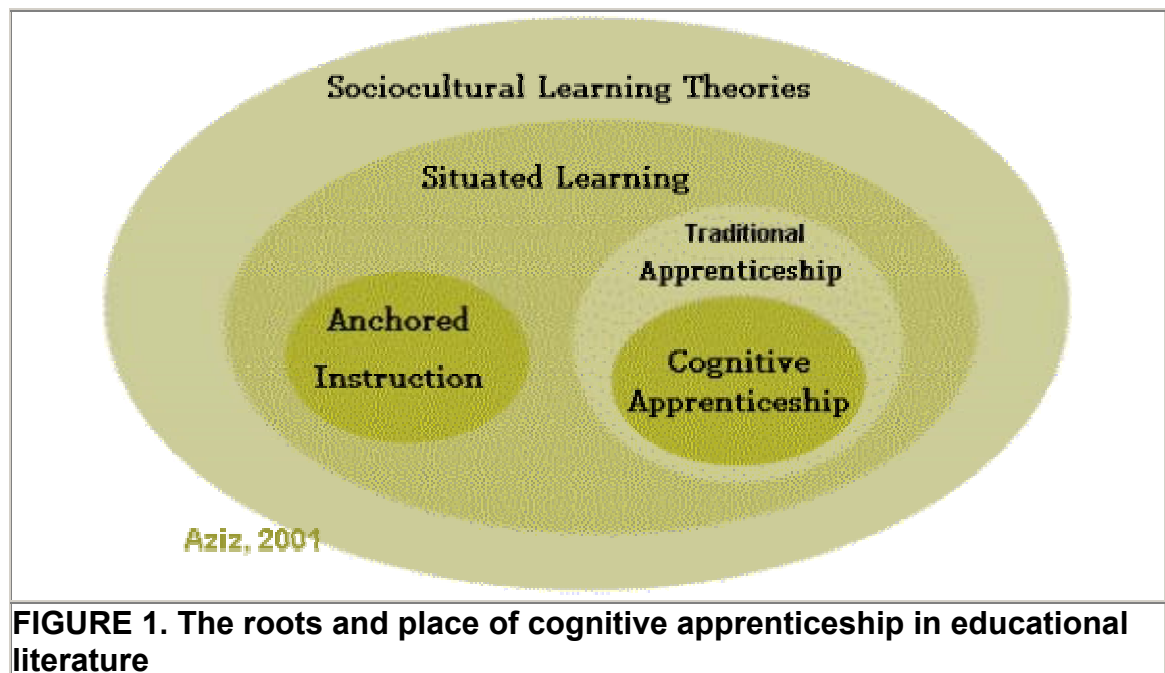 Sociocultural Learning Theories
Situated Learning
Traditional
Apprenticeship
Anchored
Instruction
Cognitive
Apprenticeship
Aziz, 2001
FIGURE 1. The roots and place of cognitive apprenticeship in educational
literature